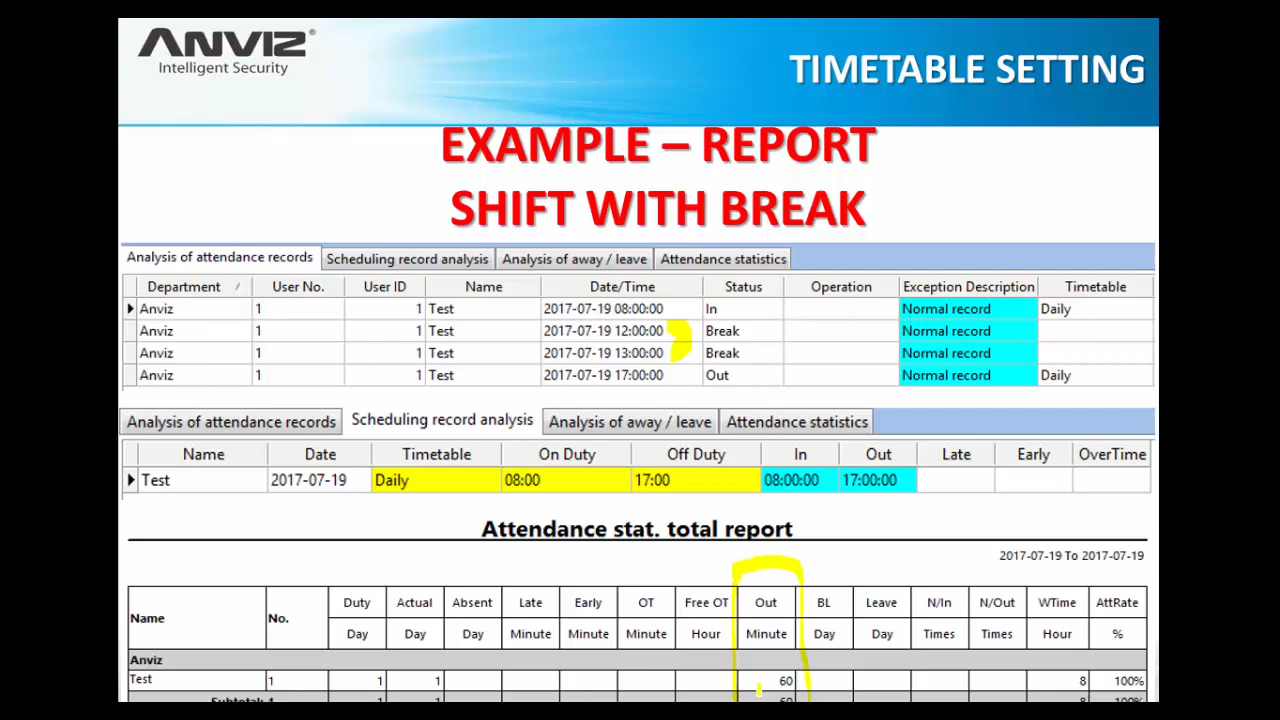 ANVIZ®
Intelligent Security
TIMETABLE SETTING
EXAMPLE – REPORT
SHIFT WITH BREAK
Analysis of attendance records Scheduling record analysis Analysis of away / leave Attendance statistics
Department User No. User ID Name Date/Time Status Operation Exception Description Timetable
Anviz 1 1 Test 2017-07-19 08:00:00 In Normal record Daily
Anviz 1 1 Test 2017-07-19 12:00:00 Break Normal record
Anviz 1 1 Test 2017-07-19 13:00:00 Break Normal record
Anviz 1 1 Test 2017-07-19 17:00:00 Out Normal record Daily
Analysis of attendance records Scheduling record analysis Analysis of away / leave Attendance statistics
Name Date Timetable On Duty Off Duty In Out Late Early OverTime
Test 2017-07-19 Daily 08:00 17:00 08:00:00 17:00:00
Attendance stat. total report
2017-07-19 To 2017-07-19
Duty Actual Absent Late Early OT Free OT Out BL Leave N/In N/Out WTime AttRate
Name No.
Day Day Day Minute Minute Minute Hour Minute Day Day Times Times Hour %
Anviz
Test 1 1 1 60 8 100%
Subtotal: 1 1 1 60 8 100%